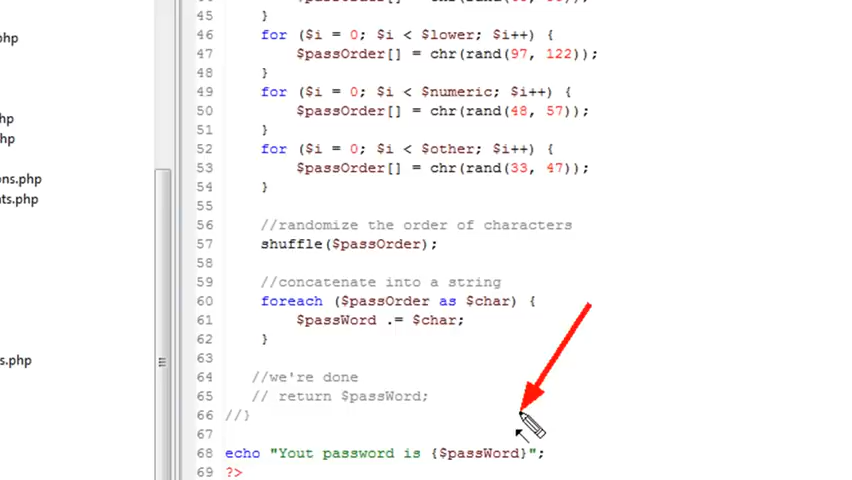 45 }
.php
46 for ($i = 0; $i < $lower; $i++) {
47 $passOrder[] = chr(rand(97, 122));
48 }
49 for ($i = 0; $i < $numeric; $i++) {
50 $passOrder[] = chr(rand(48, 57));
hp
51 }
hp
52 for ($i = 0; $i < $other; $i++) {
53 $passOrder[] = chr(rand(33, 47));
ons.php
54 }
ts.php
55
56 //randomize the order of characters
57 shuffle($passOrder);
58
59 //concatenate into a string
60 foreach ($passOrder as $char) {
61 $passWord .= $char;
62 }
s.php
63
64 //we're done
65 // return $passWord;
66 //}
67
68 echo "Yout password is {$passWord}";
69 ?>